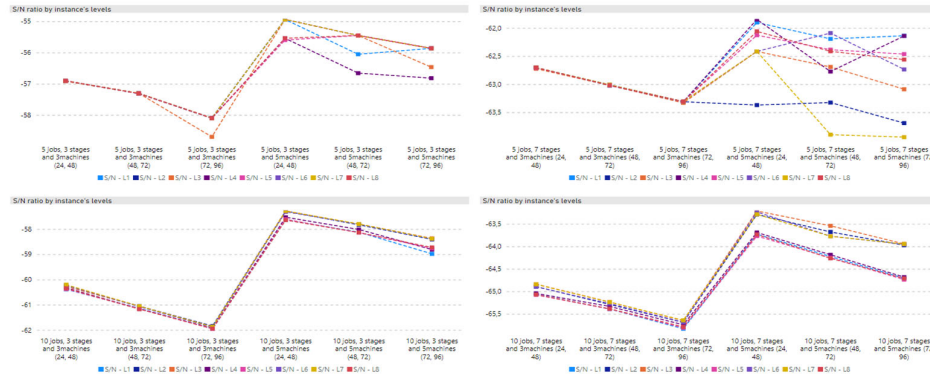 S/N ratio by instance's levels
-55
-56
-57
-58
5 Jobs, 3 stages and 3machines (24, 48)
5 Jobs, 3 stages and 3Machines (48, 72)
5 Jobs, 3 stages and 3Machines (72, 96)
5 Jobs, 3 stages and 5Machines (24, 48)
5 Jobs, 3 stages and 5Machines (48, 72)
5 Jobs, 3 stages and 5Machines (72, 96)
S/N - L1 S/N - L2 S/N - L3 S/N - L4 S/N - L5 S/N - L6 S/N - L7 S/N - L8
S/N ratio by instance's levels
-62,0
-62,5
-63,0
-63,5
5 Jobs, 7 stages and 3Machines (24, 48)
5 Jobs, 7 stages and 3Machines (48, 72)
5 Jobs, 7 stages and 3Machines (72, 96)
5 Jobs, 7 stages and 5Machines (24, 48)
5 Jobs, 7 stages and 5Machines (48, 72)
5 Jobs, 7 stages and 5Machines (72, 96)
S/N - L1 S/N - L2 S/N - L3 S/N - L4 S/N - L5 S/N - L6 S/N - L7 S/N - L8
S/N ratio by instance's levels
-58
-59
-60
-61
-62
10 Jobs, 3 stages and 3Machines (24, 48)
10 Jobs, 3 stages and 3Machines (48, 72)
10 Jobs, 3 stages and 3Machines (72, 96)
10 Jobs, 3 stages and 5Machines (24, 48)
10 Jobs, 3 stages and 5Machines (48, 72)
10 Jobs, 3 stages and 5Machines (72, 96)
S/N - L1 S/N - L2 S/N - L3 S/N - L4 S/N - L5 S/N - L6 S/N - L7 S/N - L8
S/N ratio by instance's levels
-63,5
-64,0
-64,5
-65,0
-65,5
10 Jobs, 7 stages and 3Machines (24, 48)
10 Jobs, 7 stages and 3Machines (48, 72)
10 Jobs, 7 stages and 3Machines (72, 96)
10 Jobs, 7 stages and 5Machines (24, 48)
10 Jobs, 7 stages and 5Machines (48, 72)
10 Jobs, 7 stages and 5Machines (72, 96)
S/N - L1 S/N - L2 S/N - L3 S/N - L4 S/N - L5 S/N - L6 S/N - L7 S/N - L8